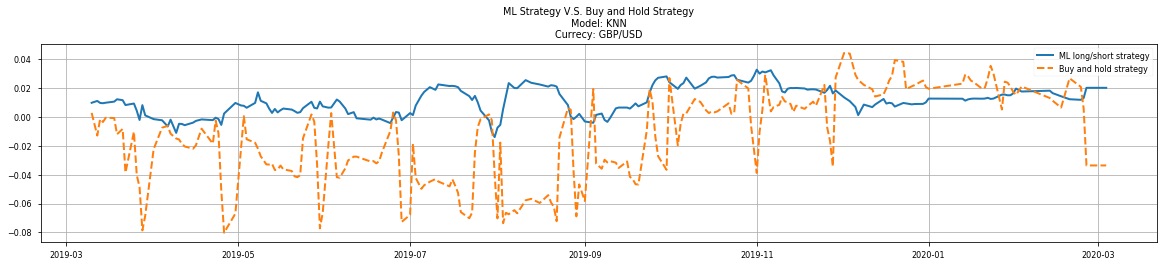 ML Strategy V.S. Buy and Hold Strategy
Model: KNN
Currecy: GBP/USD
ML long/short strategy
Buy and hold strategy
0.04
0.02
0.00
−0.02
−0.04
−0.06
−0.08
2019-03
2019-05
2019-07
2019-09
2019-11
2020-01
2020-03